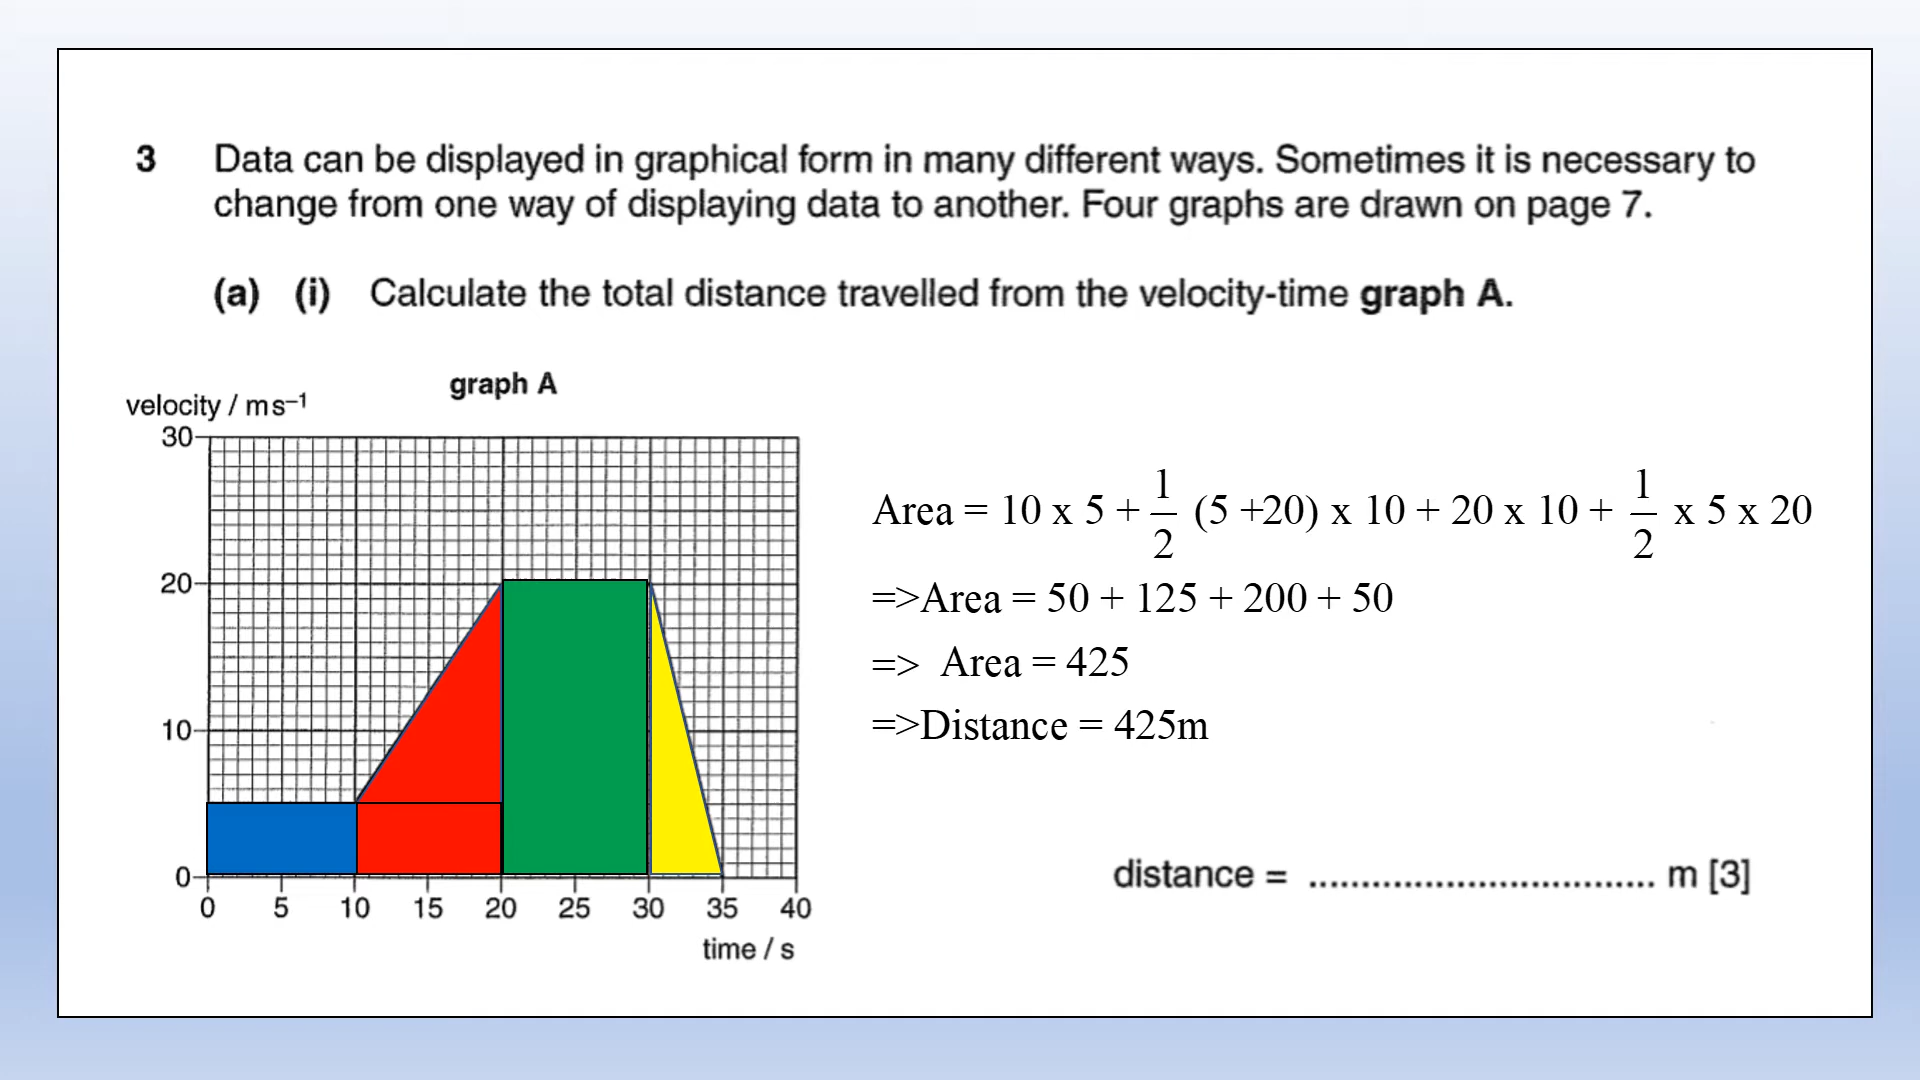 3 Data can be displayed in graphical form in many different ways. Sometimes it is necessary to
change from one way of displaying data to another. Four graphs are drawn on page 7.
(a) (i) Calculate the total distance travelled from the velocity-time graph A.
graph A
velocity / m s⁻¹
30
20
10
0
0 5 10 15 20 25 30 35 40
time / s
Area = 10 x 5 + 1/2 (5 +20) x 10 + 20 x 10 + 1/2 x 5 x 20
=>Area = 50 + 125 + 200 + 50
=> Area = 425
=>Distance = 425m
distance = ................................. m [3]